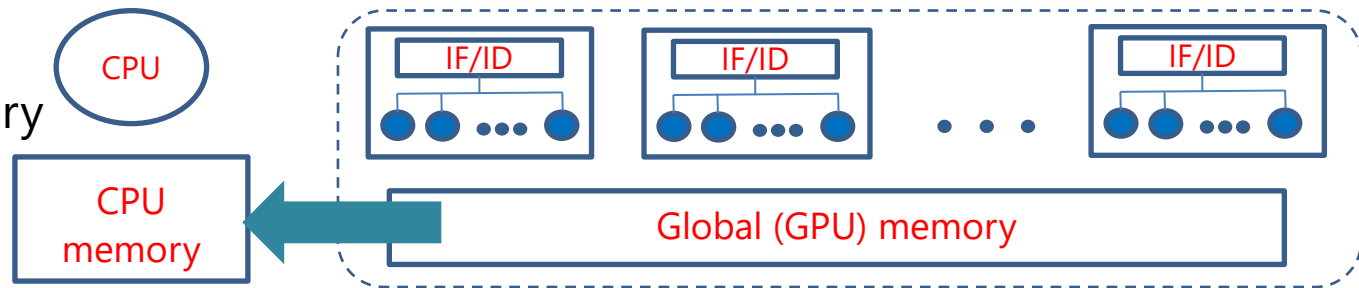 CPU
ry
IF/ID
IF/ID
IF/ID
CPU
memory
Global (GPU) memory